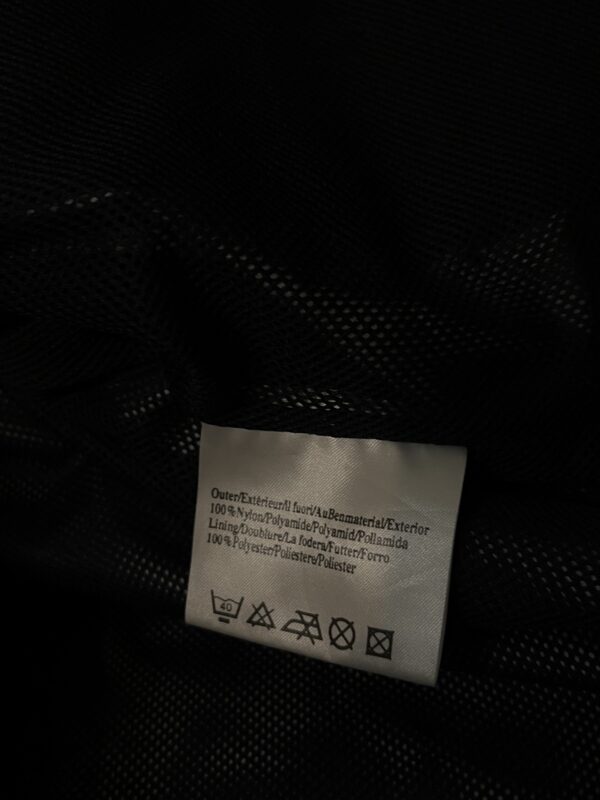 Outer/Extérieur/Il fuori/AuBenmaterial/Exterior
100%Nylon/Polyamide/Polyamid/Poliamida
Lining/Doublure/La fodera/Futter/Forro
100%Polyester/Poliestere/Poliester
40